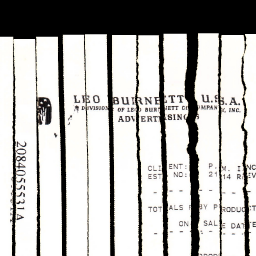 LEO BURNETT U.S.A.
A DIVISION OF LEO BURNETT COMPANY, INC.
ADVERTISING
CLIENT: P. M. INC
EST NO: 2114 REV
TOTALS BY PRODUCT
ON SALE DATE
2084055531A